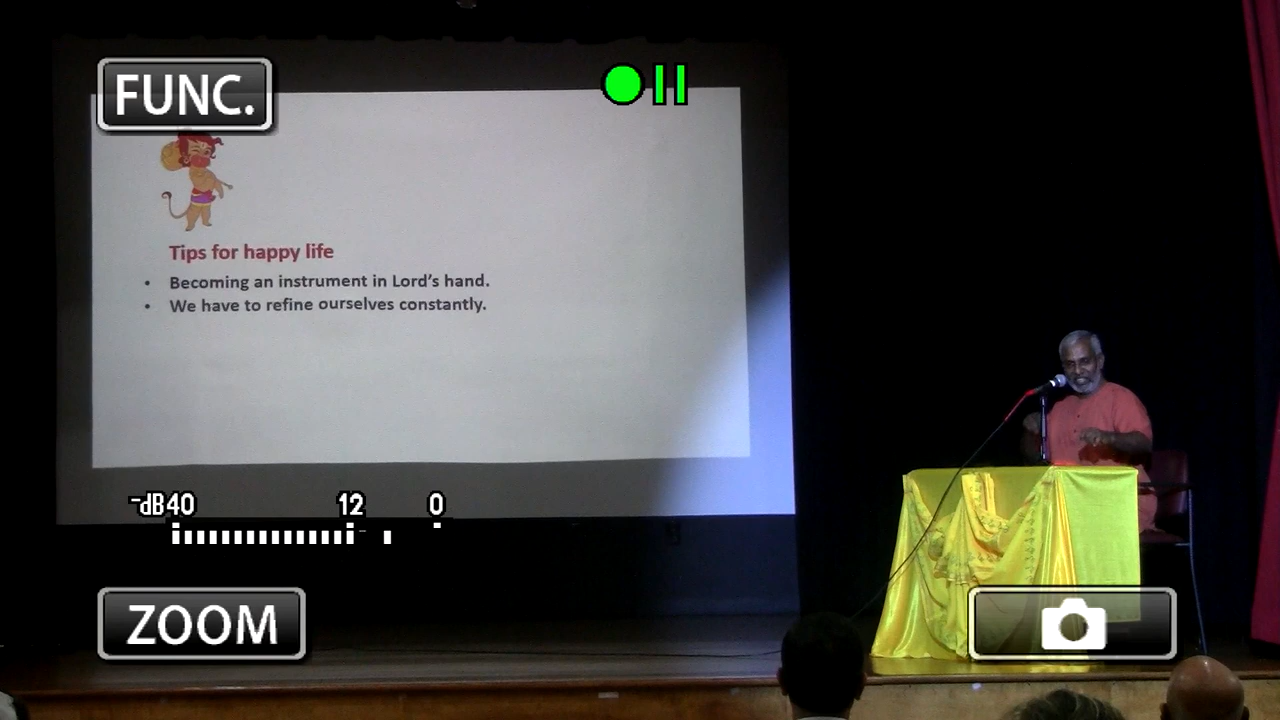 FUNC.
Tips for happy life
• Becoming an instrument in Lord's hand.
• We have to refine ourselves constantly.
-dB40 12 0
ZOOM